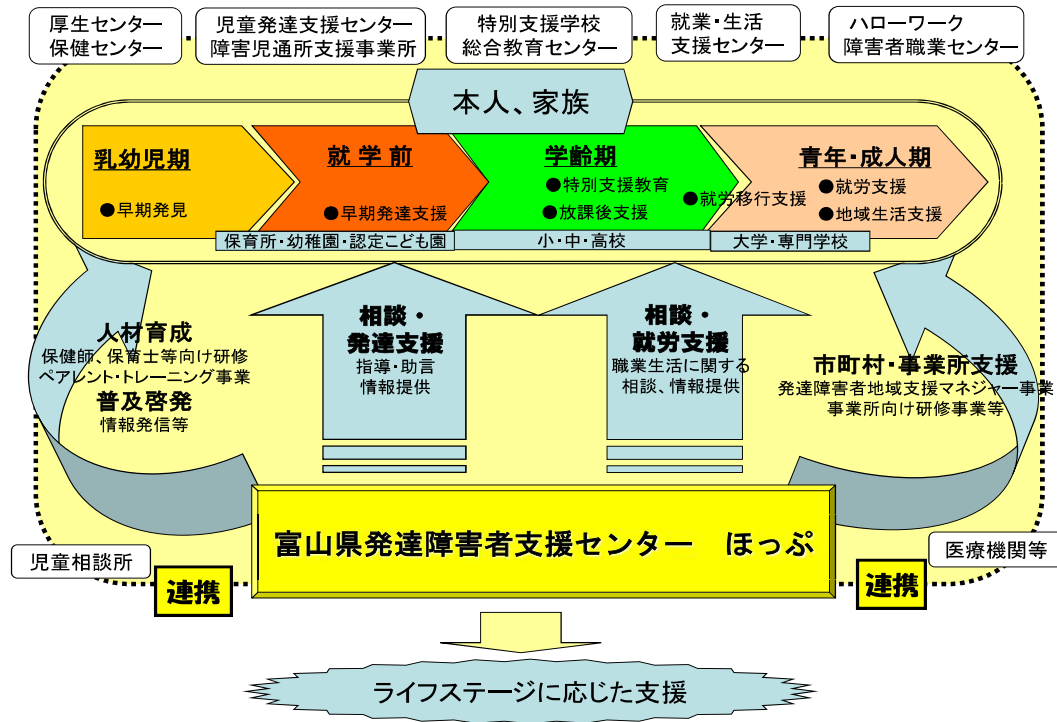 厚生センター
保健センター
児童発達支援センター
障害児通所支援事業所
特別支援学校
総合教育センター
就業・生活
支援センター
ハローワーク
障害者職業センター
本人、家族
乳幼児期
●早期発見
就学前
●早期発達支援
学齢期
●特別支援教育
●放課後支援
●就労移行支援
青年・成人期
●就労支援
●地域生活支援
保育所・幼稚園・認定こども園
小・中・高校
大学・専門学校
人材育成
保健師、保育士等向け研修
ペアレント・トレーニング事業
普及啓発
情報発信等
相談・
発達支援
指導・助言
情報提供
相談・
就労支援
職業生活に関する
相談、情報提供
市町村・事業所支援
発達障害者地域支援マネジャー事業
事業所向け研修事業等
富山県発達障害者支援センター ほっぷ
児童相談所
医療機関等
連携
連携
ライフステージに応じた支援